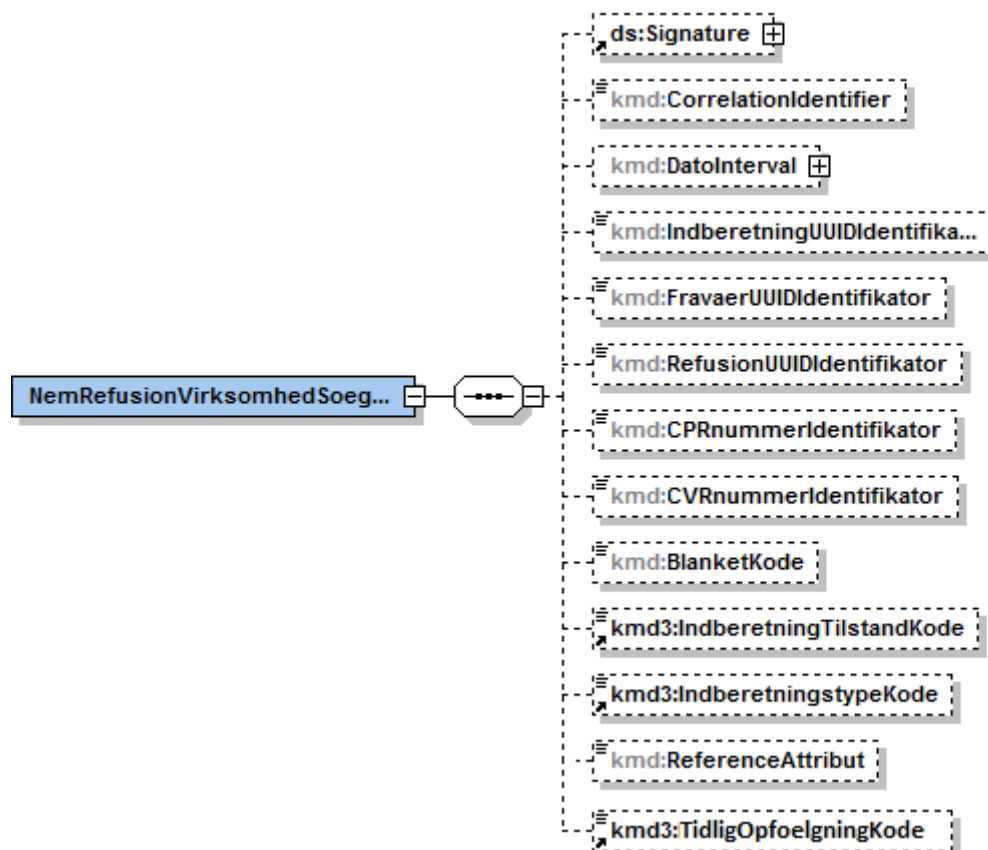 ds:Signature
kmd:CorrelationIdentifier
kmd:DatoInterval
kmd:IndberetningUUIDIdentifika...
kmd:FravaerUUIDIdentifikator
kmd:RefusionUUIDIdentifikator
NemRefusionVirksomhedSoeg...
kmd:CPRnummerIdentifikator
kmd:CVRnummerIdentifikator
kmd:BlanketKode
kmd3:IndberetningTilstandKode
kmd3:IndberetningstypeKode
kmd:ReferenceAttribut
kmd3:TidligOpfoelgningKode